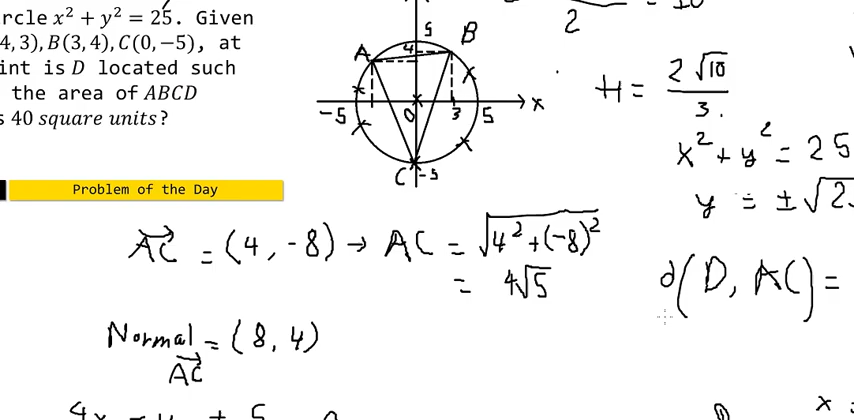 rcle x² + y² = 25. Given
4, 3), B(3, 4), C(0, −5), at
int is D located such
the area of ABCD
s 40 square units?
Problem of the Day
5
4
A
B
-5
0
3
5
x
C
-5
2
= 10
H = 2√10 / 3.
x² + y² = 25
y = ±√2
AC = (4, -8) → AC = √4² + (-8)²
= 4√5
d(D, AC) =
Normal = (8, 4)
AC